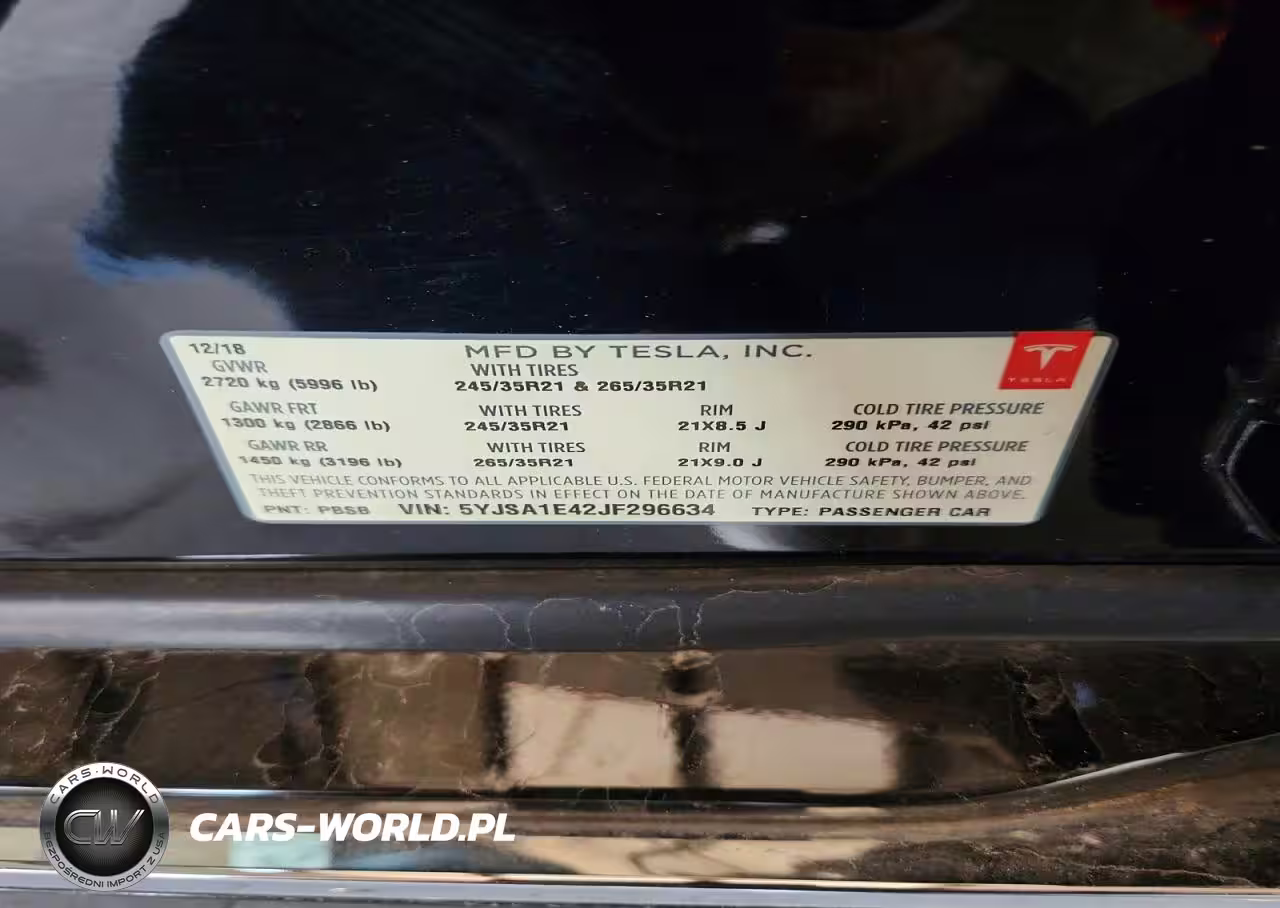 12/18 MFD BY TESLA, INC.
GVWR WITH TIRES
2720 kg (5996 lb) 245/35R21 & 265/35R21
TESLA
GAWR FRT WITH TIRES RIM COLD TIRE PRESSURE
1300 kg (2866 lb) 245/35R21 21X8.5 J 290 kPa, 42 psi
GAWR RR WITH TIRES RIM COLD TIRE PRESSURE
1450 kg (3196 lb) 265/35R21 21X9.0 J 290 kPa, 42 psi
THIS VEHICLE CONFORMS TO ALL APPLICABLE U.S. FEDERAL MOTOR VEHICLE SAFETY, BUMPER, AND
THEFT PREVENTION STANDARDS IN EFFECT ON THE DATE OF MANUFACTURE SHOWN ABOVE.
PNT: PBSB VIN: 5YJSA1E42JF296634 TYPE: PASSENGER CAR
CARS-WORLD
CW
BEZPOŚREDNI IMPORT Z USA
CARS-WORLD.PL